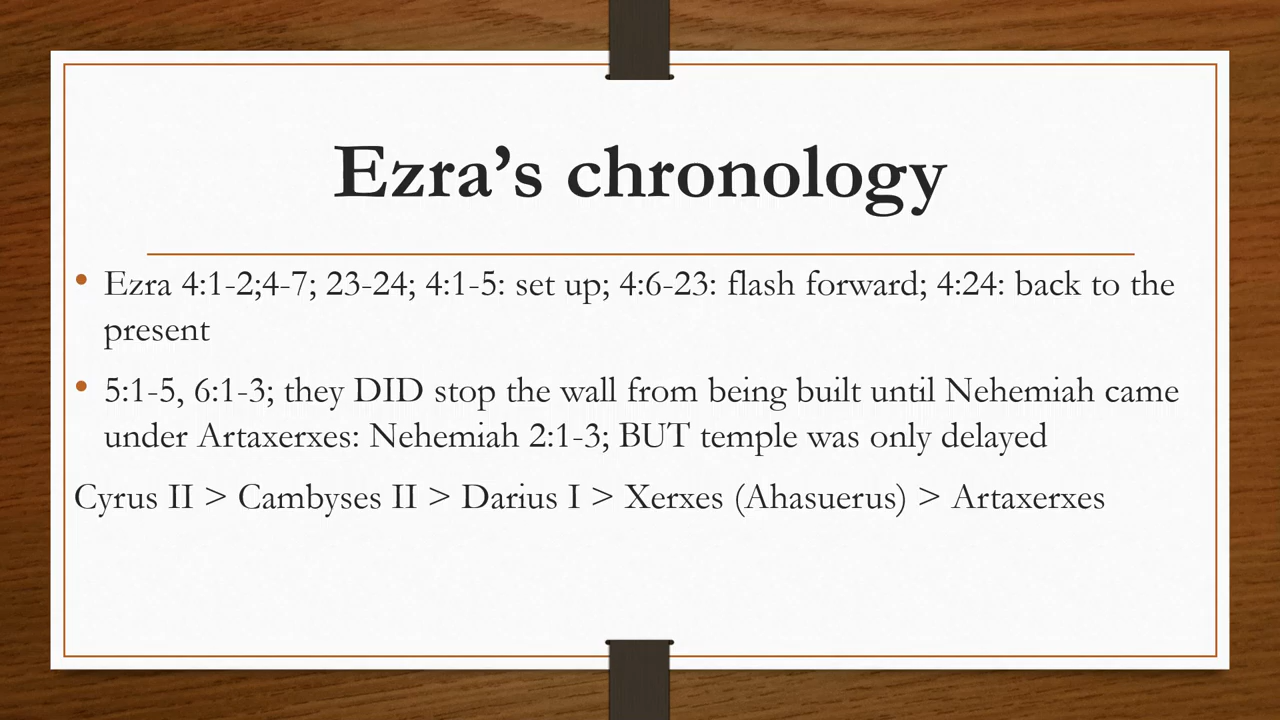 Ezra’s chronology
• Ezra 4:1-2;4-7; 23-24; 4:1-5: set up; 4:6-23: flash forward; 4:24: back to the
present
• 5:1-5, 6:1-3; they DID stop the wall from being built until Nehemiah came
under Artaxerxes: Nehemiah 2:1-3; BUT temple was only delayed
Cyrus II > Cambyses II > Darius I > Xerxes (Ahasuerus) > Artaxerxes